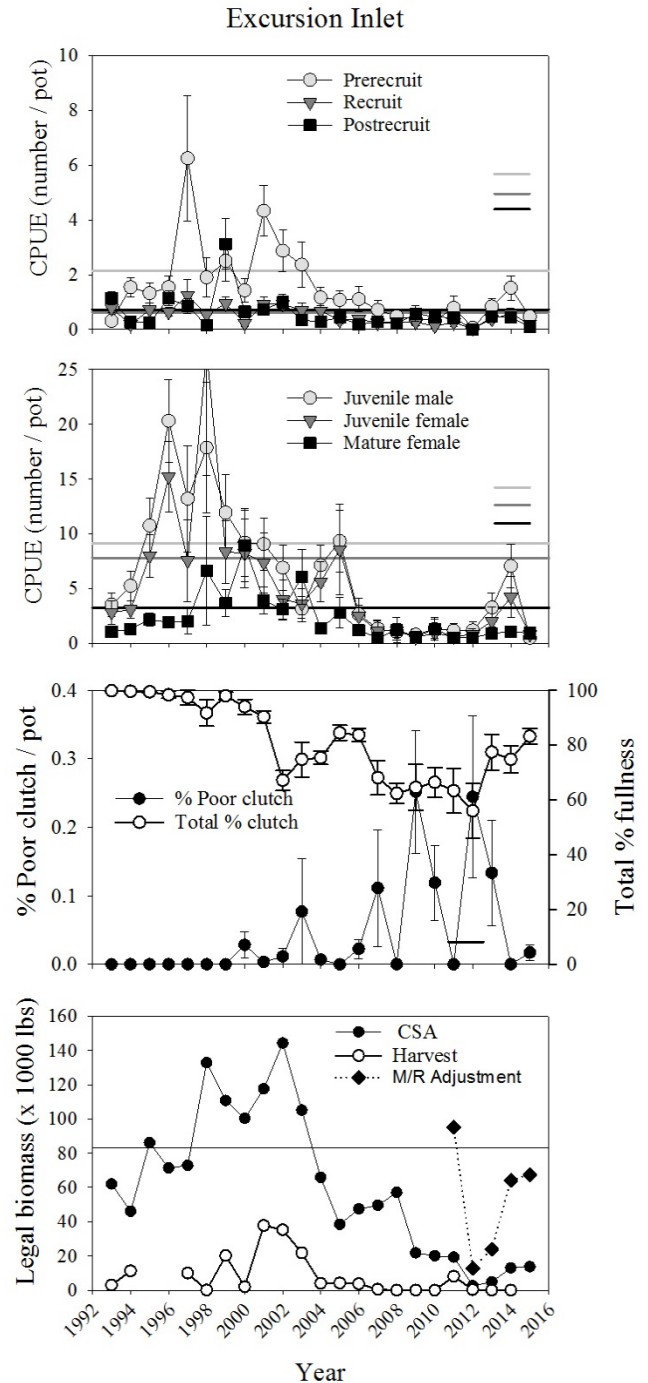 Excursion Inlet
10
8
6
4
2
0
CPUE (number / pot)
Prerecruit
Recruit
Postrecruit
25
20
15
10
5
0
CPUE (number / pot)
Juvenile male
Juvenile female
Mature female
0.4
0.3
0.2
0.1
0.0
% Poor clutch / pot
% Poor clutch
Total % clutch
100
80
60
40
20
0
Total % fullness
160
140
120
100
80
60
40
20
0
Legal biomass (x 1000 lbs)
CSA
Harvest
M/R Adjustment
1992
1994
1996
1998
2000
2002
2004
2006
2008
2010
2012
2014
2016
Year